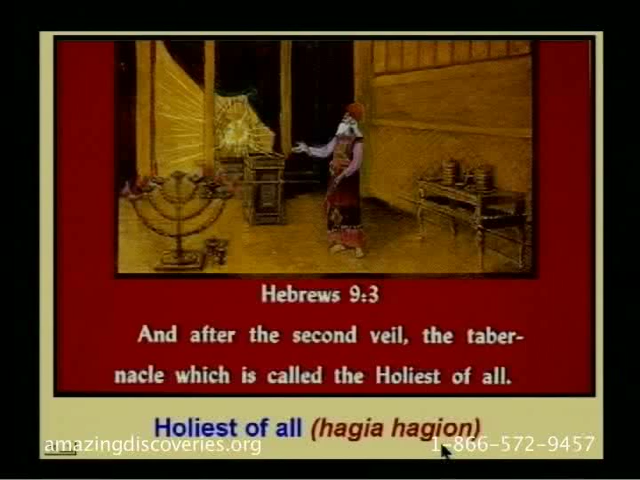 Hebrews 9:3
And after the second veil, the taber-
nacle which is called the Holiest of all.
Holiest of all (hagia hagion)
amazingdiscoveries.org 1-866-572-9457